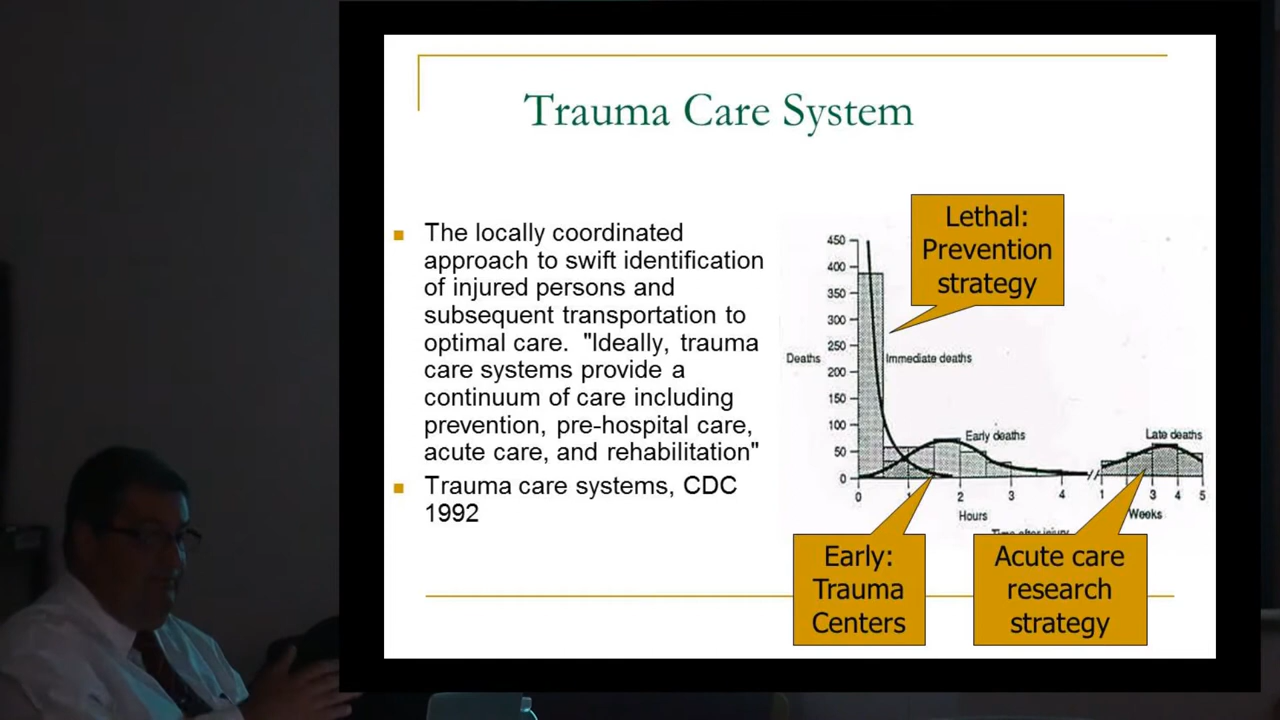 Trauma Care System
The locally coordinated
approach to swift identification
of injured persons and
subsequent transportation to
optimal care. "Ideally, trauma
care systems provide a
continuum of care including
prevention, pre-hospital care,
acute care, and rehabilitation"
Trauma care systems, CDC
1992
Lethal:
Prevention
strategy
450
400
350
300
250
200
150
100
50
0
Deaths
Immediate deaths
Early deaths
Late deaths
0 1 2 3 4 1 3 4 5
Hours
Weeks
Time after injury
Early:
Trauma
Centers
Acute care
research
strategy